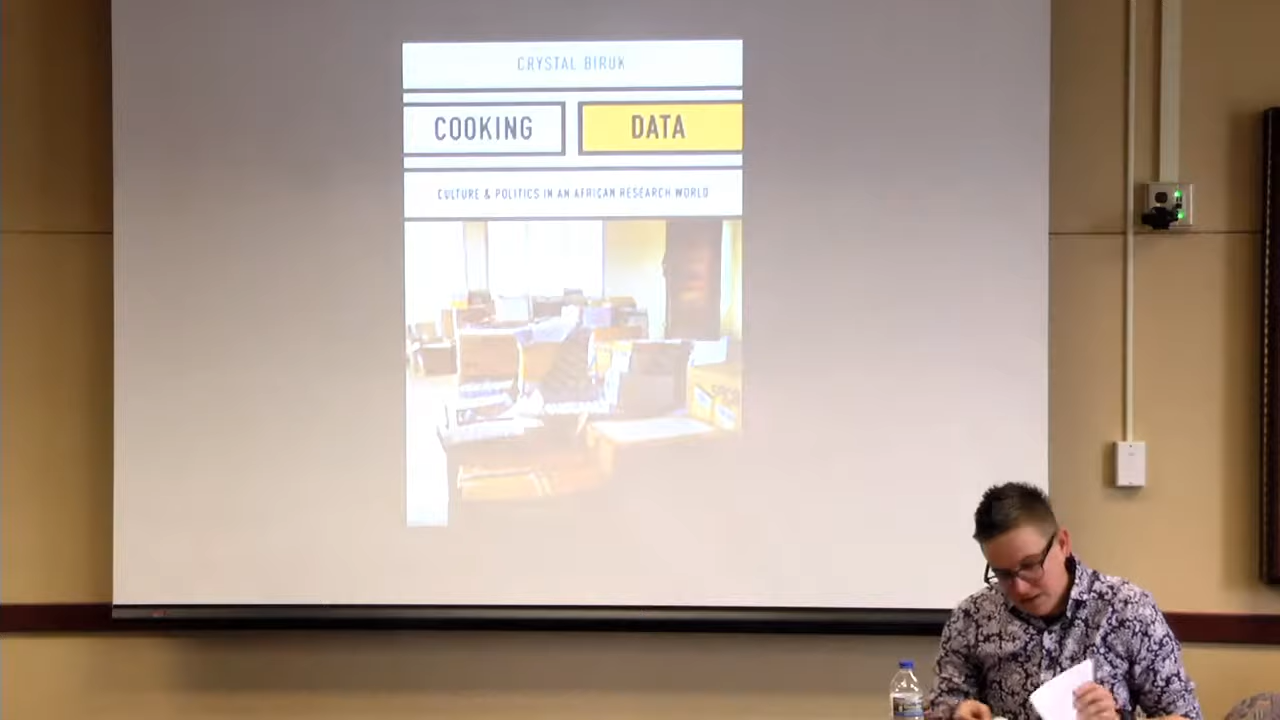 CRYSTAL BIRUK
COOKING DATA
CULTURE & POLITICS IN AN AFRICAN RESEARCH WORLD